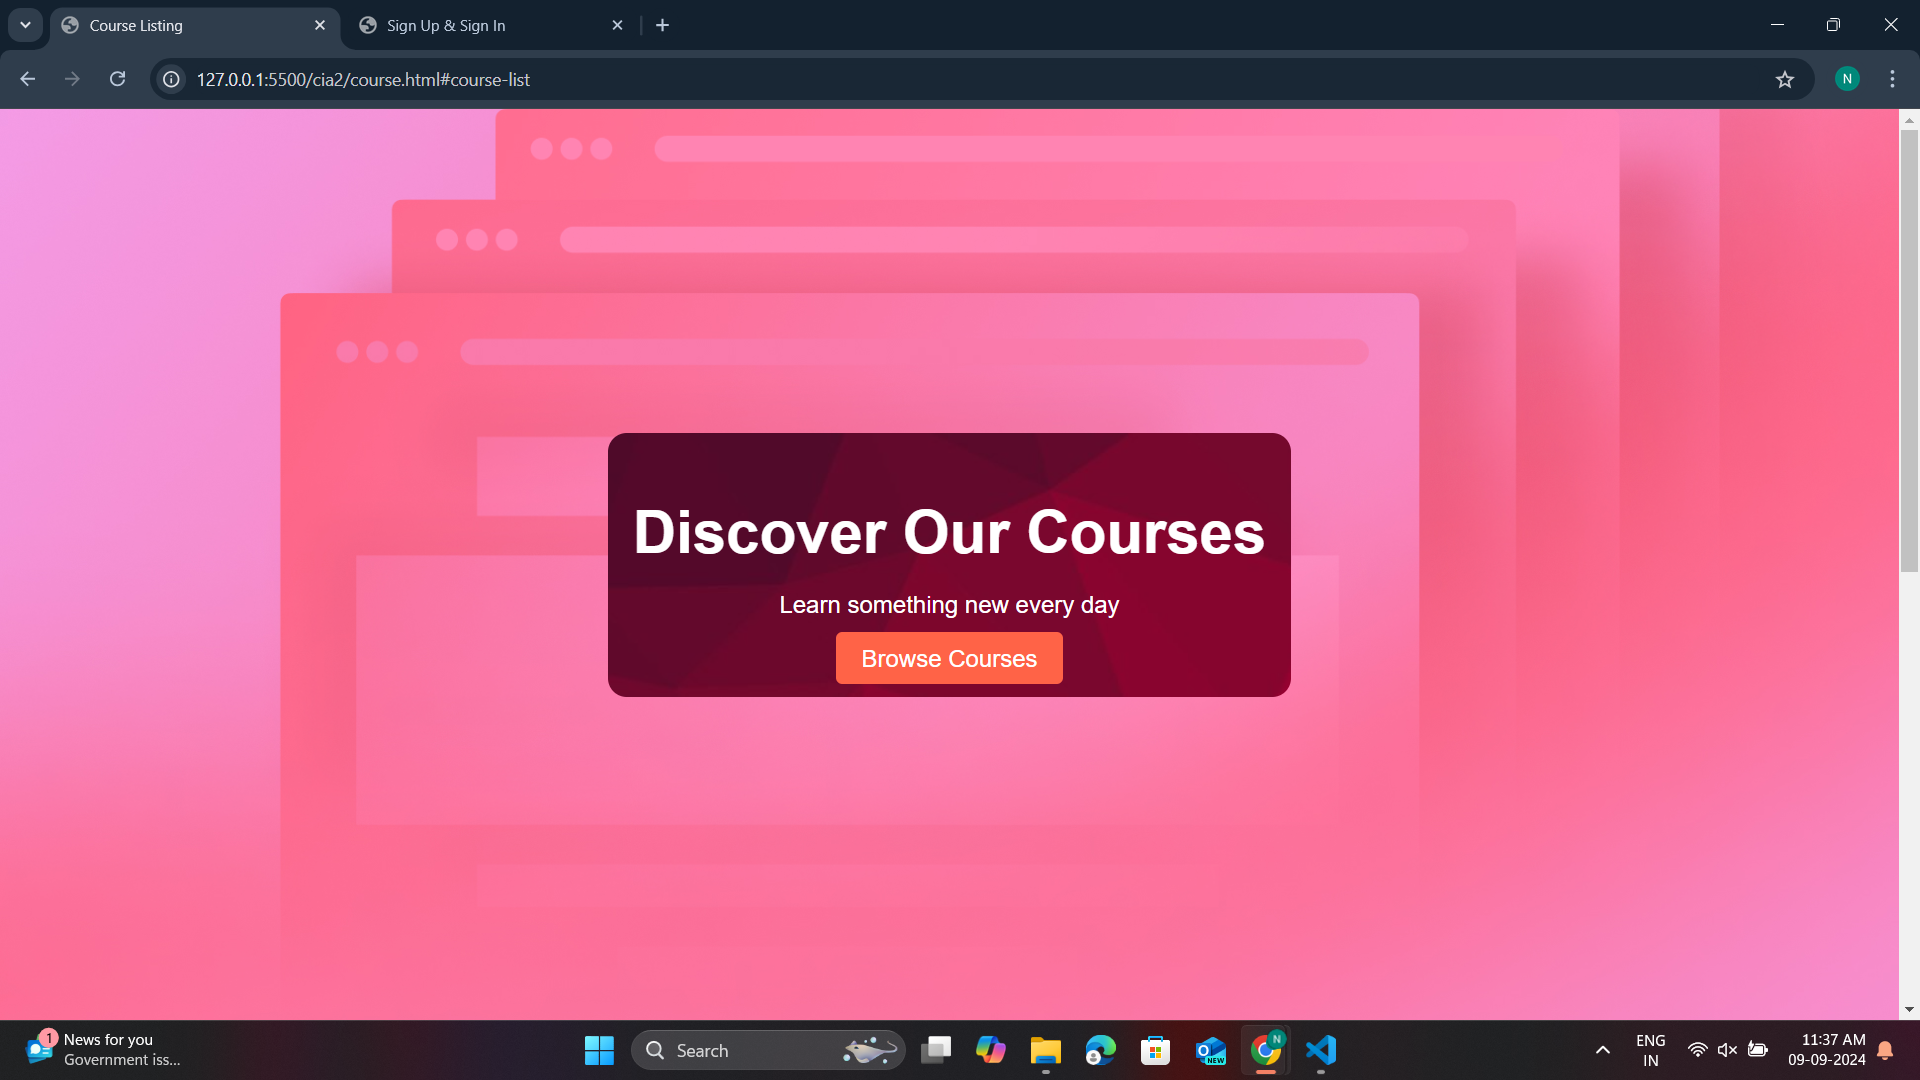 Course Listing
Sign Up & Sign In
127.0.0.1:5500/cia2/course.html#course-list
N
Discover Our Courses
Learn something new every day
Browse Courses
1
News for you
Government iss...
Search
NEW
N
ENG
IN
11:37 AM
09-09-2024